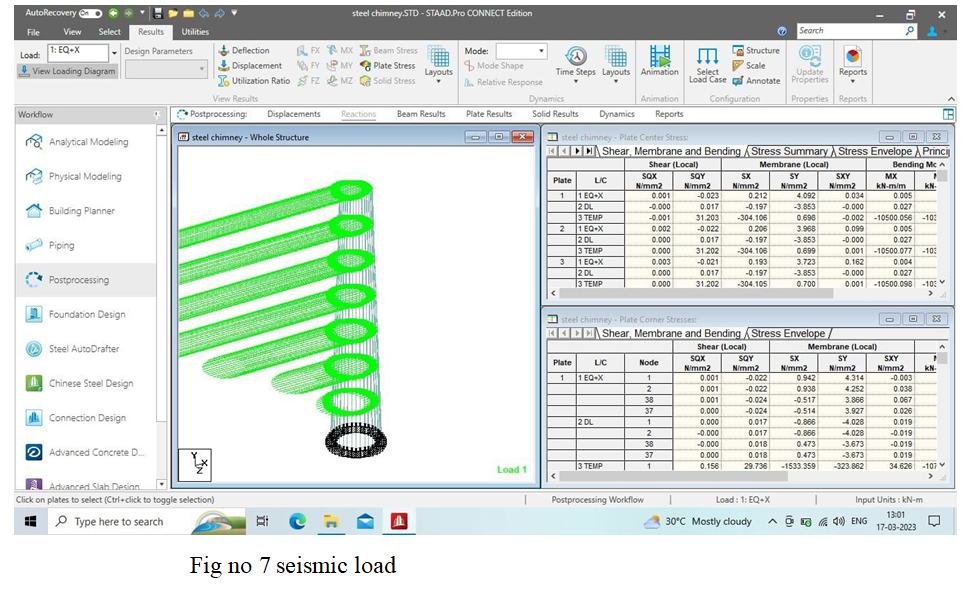 AutoRecovery On
steel chimney.STD - STAAD.Pro CONNECT Edition
File View Select Results Utilities
Search
Load: 1: EQ+X
Design Parameters
View Loading Diagram
Deflection
Displacement
Utilization Ratio
FX MX Beam Stress
FY MY Plate Stress
FZ MZ Solid Stress
Layouts
View Results
Mode:
Mode Shape
Relative Response
Time Steps
Layouts
Dynamics
Animation
Animation
Select Load Case
Structure
Scale
Annotate
Configuration
Update Properties
Properties
Reports
Reports
Workflow
Postprocessing: Displacements Reactions Beam Results Plate Results Solid Results Dynamics Reports
Analytical Modeling
Physical Modeling
Building Planner
Piping
Postprocessing
Foundation Design
Steel AutoDrafter
Chinese Steel Design
Connection Design
Advanced Concrete D...
Advanced Slab Design
steel chimney - Whole Structure
Y
X
Z
Load 1
steel chimney - Plate Center Stress:
Shear, Membrane and Bending Stress Summary Stress Envelope Princi
Shear (Local) Membrane (Local) Bending Mc
Plate L/C SQX N/mm2 SQY N/mm2 SX N/mm2 SY N/mm2 SXY N/mm2 MX kN-m/m kN-
1 1 EQ+X 0.001 -0.023 0.212 4.092 0.034 0.005
2 DL -0.000 0.017 -0.197 -3.853 -0.000 0.027
3 TEMP -0.001 31.203 -304.106 0.698 -0.002 -10500.056 -103
2 1 EQ+X 0.002 -0.022 0.206 3.968 0.099 0.005
2 DL 0.000 0.017 -0.197 -3.853 -0.000 0.027
3 TEMP 0.000 31.202 -304.106 0.699 0.001 -10500.077 -103
3 1 EQ+X 0.003 -0.021 0.193 3.723 0.162 0.004
2 DL 0.000 0.017 -0.197 -3.853 -0.000 0.027
3 TEMP 0.000 31.202 -304.105 0.700 0.001 -10500.098 -103
steel chimney - Plate Corner Stresses:
Shear, Membrane and Bending Stress Envelope
Shear (Local) Membrane (Local)
Plate L/C Node SQX N/mm2 SQY N/mm2 SX N/mm2 SY N/mm2 SXY N/mm2 kN-
1 1 EQ+X 1 0.001 -0.022 0.942 4.314 -0.003
2 0.001 -0.022 0.938 4.252 0.038
38 0.001 -0.024 -0.517 3.866 0.067
37 0.000 -0.024 -0.514 3.927 0.026
2 DL 1 0.000 0.017 -0.866 -4.028 0.019
2 -0.000 0.017 -0.866 -4.028 -0.019
38 -0.000 0.018 0.473 -3.673 -0.019
37 0.000 0.018 0.473 -3.673 0.019
3 TEMP 1 0.156 29.736 -1533.359 -323.862 34.626 -107
Click on plates to select (Ctrl+click to toggle selection)
Postprocessing Workflow
Load : 1: EQ+X
Input Units : kN-m
Type here to search
30°C Mostly cloudy
ENG
13:01
17-03-2023
Fig no 7 seismic load